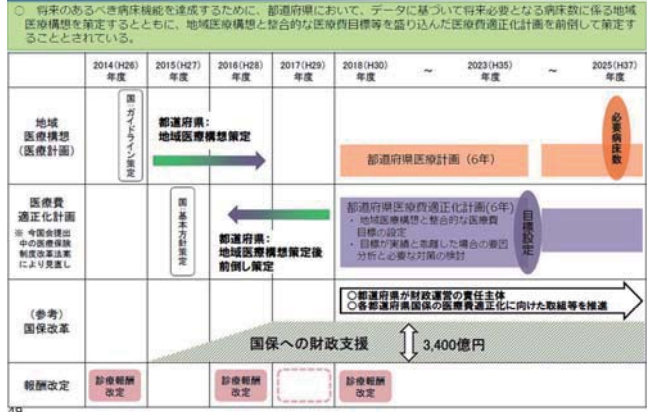 ○ 将来のあるべき病床機能を達成するために、都道府県において、データに基づいて将来必要となる病床数に係る地域
医療構想を策定するとともに、地域医療構想と整合的な医療費目標等を盛り込んだ医療費適正化計画を前倒して策定す
ることとされている。
2014(H26)
年度
2015(H27)
年度
2016(H28)
年度
2017(H29)
年度
2018(H30)
年度
~
2023(H35)
年度
~
2025(H37)
年度
地域
医療構想
(医療計画)
国:ガイドライン策定
都道府県:
地域医療構想策定
都道府県医療計画(6年)
必要病床数
医療費
適正化計画
※ 今国会提出
中の医療保険
制度改革法案
により見直し
国:基本方針策定
都道府県:
地域医療構想策定後
前倒し策定
都道府県医療費適正化計画(6年)
・ 地域医療構想と整合的な医療費
目標の設定
・ 目標が実績と乖離した場合の要因
分析と必要な対策の検討
目標設定
(参考)
国保改革
○都道府県が財政運営の責任主体
○各都道府県国保の医療費適正化に向けた取組等を推進
国保への財政支援
3,400億円
報酬改定
診療報酬
改定
診療報酬
改定
診療報酬
改定
49